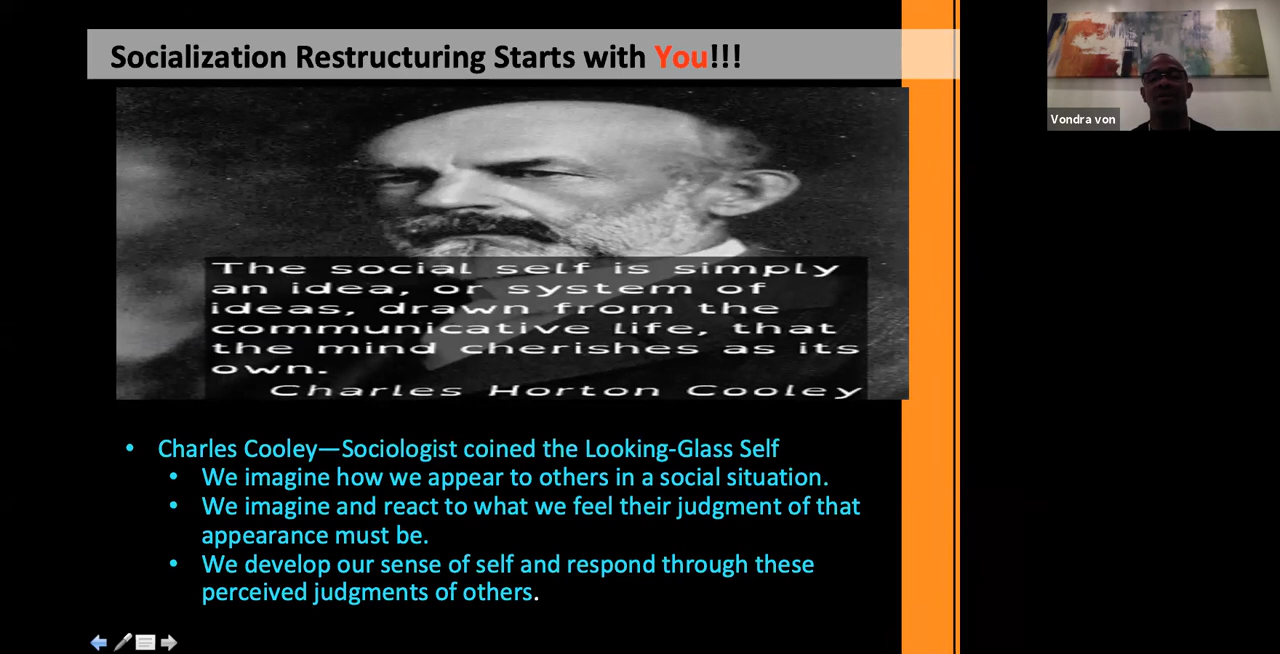 Socialization Restructuring Starts with You!!!
The social self is simply
an idea, or system of
ideas, drawn from the
communicative life, that
the mind cherishes as its
own.
Charles Horton Cooley
• Charles Cooley—Sociologist coined the Looking-Glass Self
• We imagine how we appear to others in a social situation.
• We imagine and react to what we feel their judgment of that
appearance must be.
• We develop our sense of self and respond through these
perceived judgments of others.
Vondra von